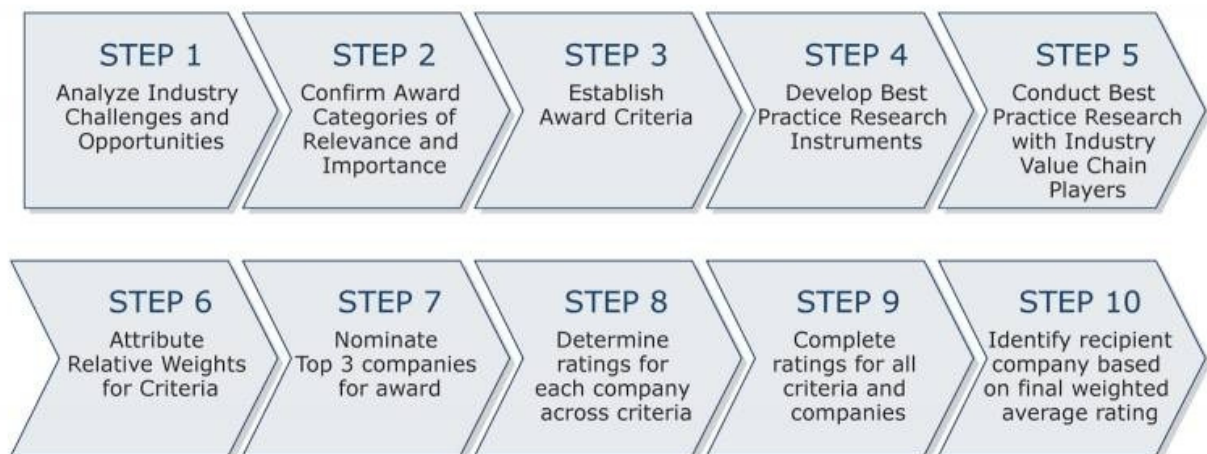 STEP 1
Analyze Industry
Challenges and
Opportunities
STEP 2
Confirm Award
Categories of
Relevance and
Importance
STEP 3
Establish
Award Criteria
STEP 4
Develop Best
Practice Research
Instruments
STEP 5
Conduct Best
Practice Research
with Industry
Value Chain
Players
STEP 6
Attribute
Relative Weights
for Criteria
STEP 7
Nominate
Top 3 companies
for award
STEP 8
Determine
ratings for
each company
across criteria
STEP 9
Complete
ratings for all
criteria and
companies
STEP 10
Identify recipient
company based
on final weighted
average rating